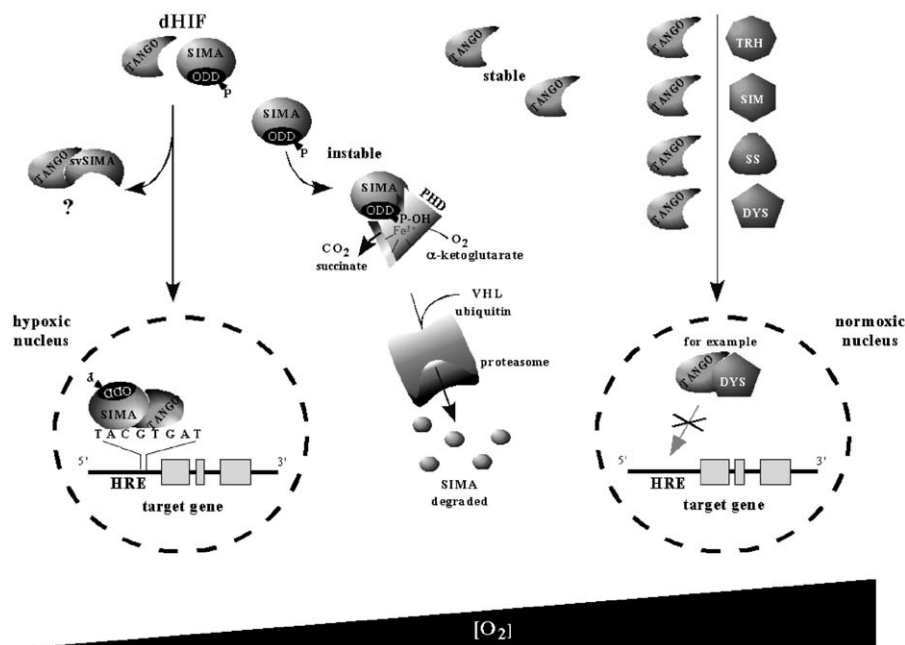 dHIF
TANGO
SIMA
ODD
P
TANGO
svSIMA
?
SIMA
ODD
P
instable
SIMA
ODD
PHD
P-OH
Fe2+
O2
α-ketoglutarate
CO2
succinate
VHL
ubiquitin
proteasome
SIMA
degraded
TANGO
stable
TANGO
TANGO
TRH
TANGO
SIM
TANGO
SS
TANGO
DYS
hypoxic
nucleus
P
ODD
SIMA
TANGO
T A C G T G A T
5'
3'
HRE
target gene
normoxic
nucleus
for example
TANGO
DYS
5'
3'
HRE
target gene
[O2]